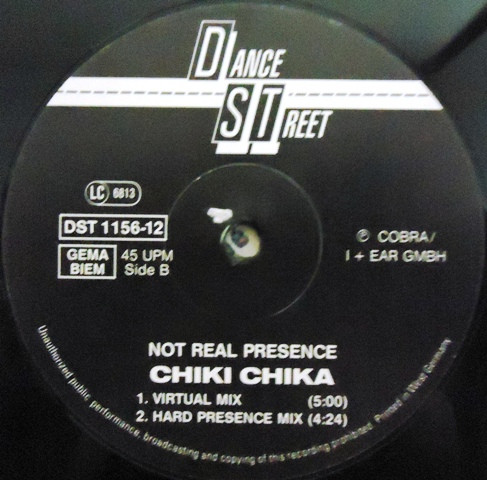 DANCE
STREET
LC 6813
DST 1156-12
GEMA
BIEM
45 UPM
Side B
℗ COBRA/
I + EAR GMBH
NOT REAL PRESENCE
CHIKI CHIKA
1. VIRTUAL MIX (5:00)
2. HARD PRESENCE MIX (4:24)
Unauthorized public performance, broadcasting and copying of this recording prohibited. Printed in West Germany